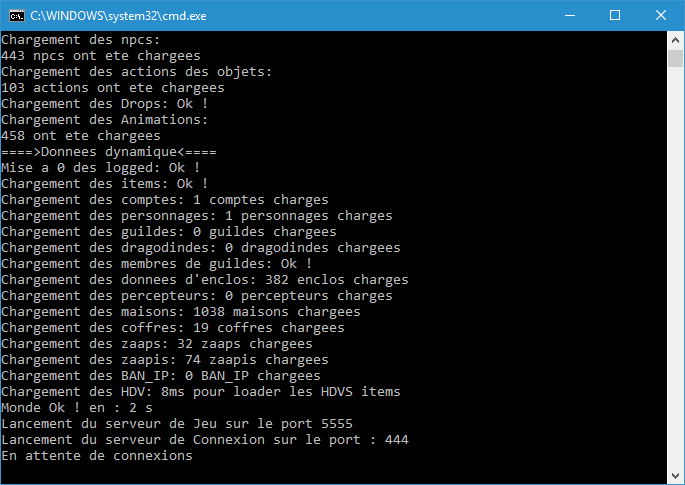 C:\WINDOWS\system32\cmd.exe
Chargement des npcs:
443 npcs ont ete chargees
Chargement des actions des objets:
103 actions ont ete chargees
Chargement des Drops: Ok !
Chargement des Animations:
458 ont ete chargees
====>Donnees dynamique<====
Mise a 0 des logged: Ok !
Chargement des items: Ok !
Chargement des comptes: 1 comptes charges
Chargement des personnages: 1 personnages charges
Chargement des guildes: 0 guildes chargees
Chargement des dragodindes: 0 dragodindes chargees
Chargement des membres de guildes: Ok !
Chargement des donnees d'enclos: 382 enclos charges
Chargement des percepteurs: 0 percepteurs charges
Chargement des maisons: 1038 maisons chargees
Chargement des coffres: 19 coffres chargees
Chargement des zaaps: 32 zaaps chargees
Chargement des zaapis: 74 zaapis chargees
Chargement des BAN_IP: 0 BAN_IP chargees
Chargement des HDV: 8ms pour loader les HDVS items
Monde Ok ! en : 2 s
Lancement du serveur de Jeu sur le port 5555
Lancement du serveur de Connexion sur le port : 444
En attente de connexions